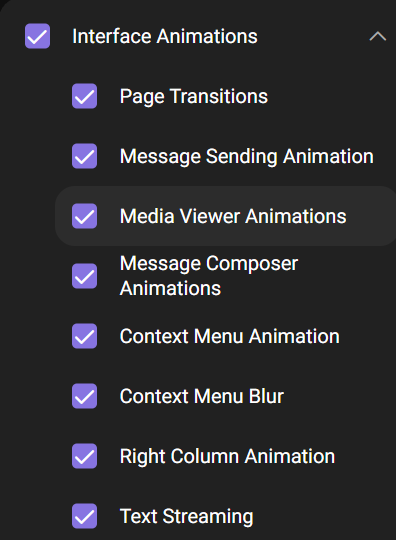 Interface Animations
Page Transitions
Message Sending Animation
Media Viewer Animations
Message Composer
Animations
Context Menu Animation
Context Menu Blur
Right Column Animation
Text Streaming